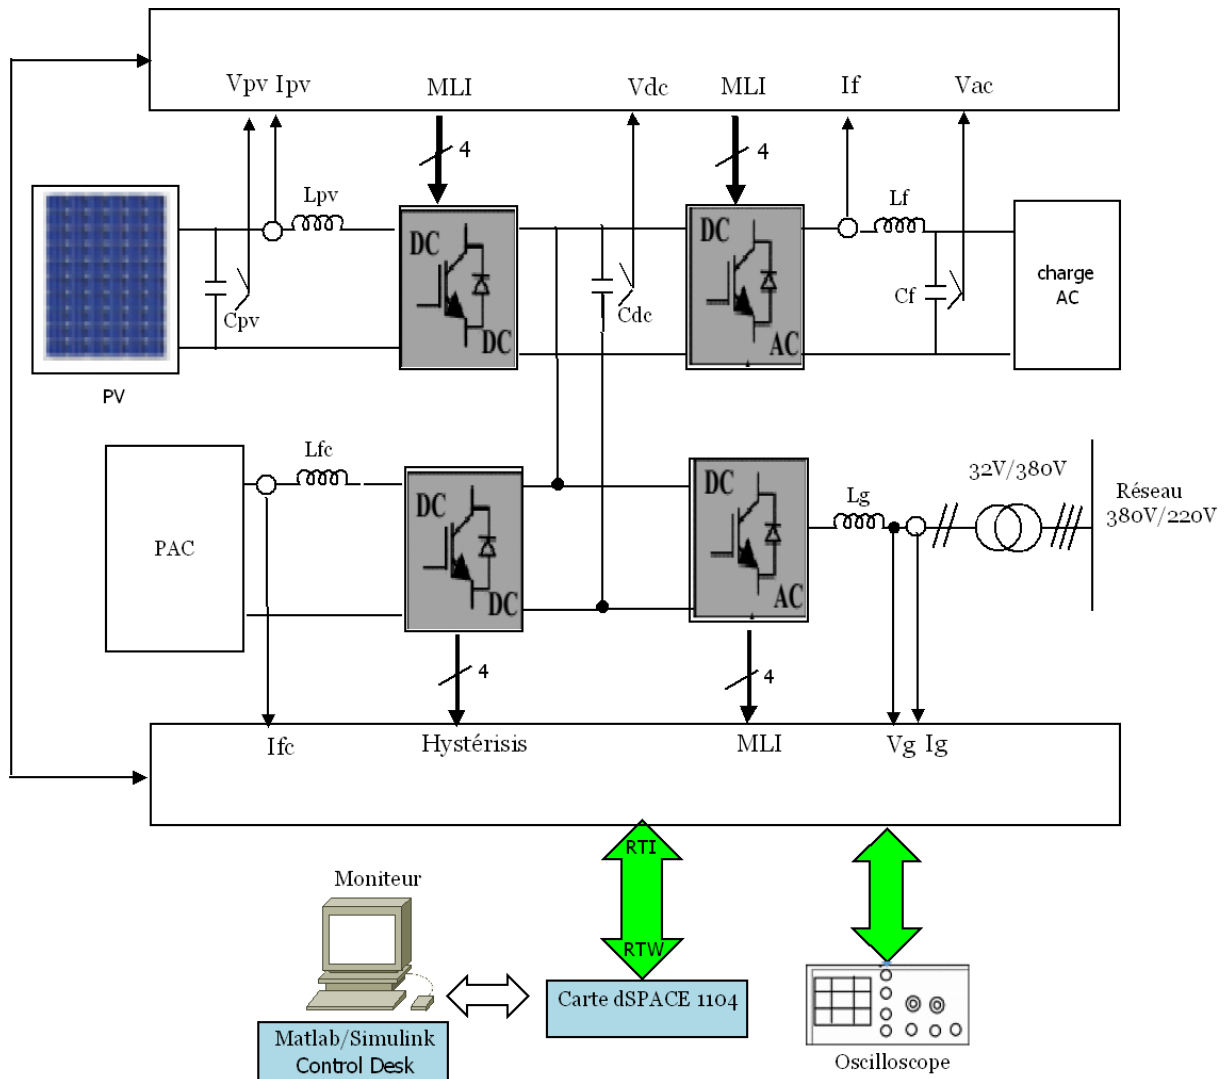 Vpv Ipv
MLI
Vdc
MLI
If
Vac
4
4
Lpv
Lf
DC
DC
DC
AC
Cpv
Cdc
Cf
charge
AC
PV
Lfc
32V/380V
Lg
Réseau
380V/220V
PAC
DC
DC
DC
AC
4
4
Ifc
Hystérisis
MLI
Vg Ig
RTI
RTW
Moniteur
Carte dSPACE 1104
Matlab/Simulink
Control Desk
Oscilloscope